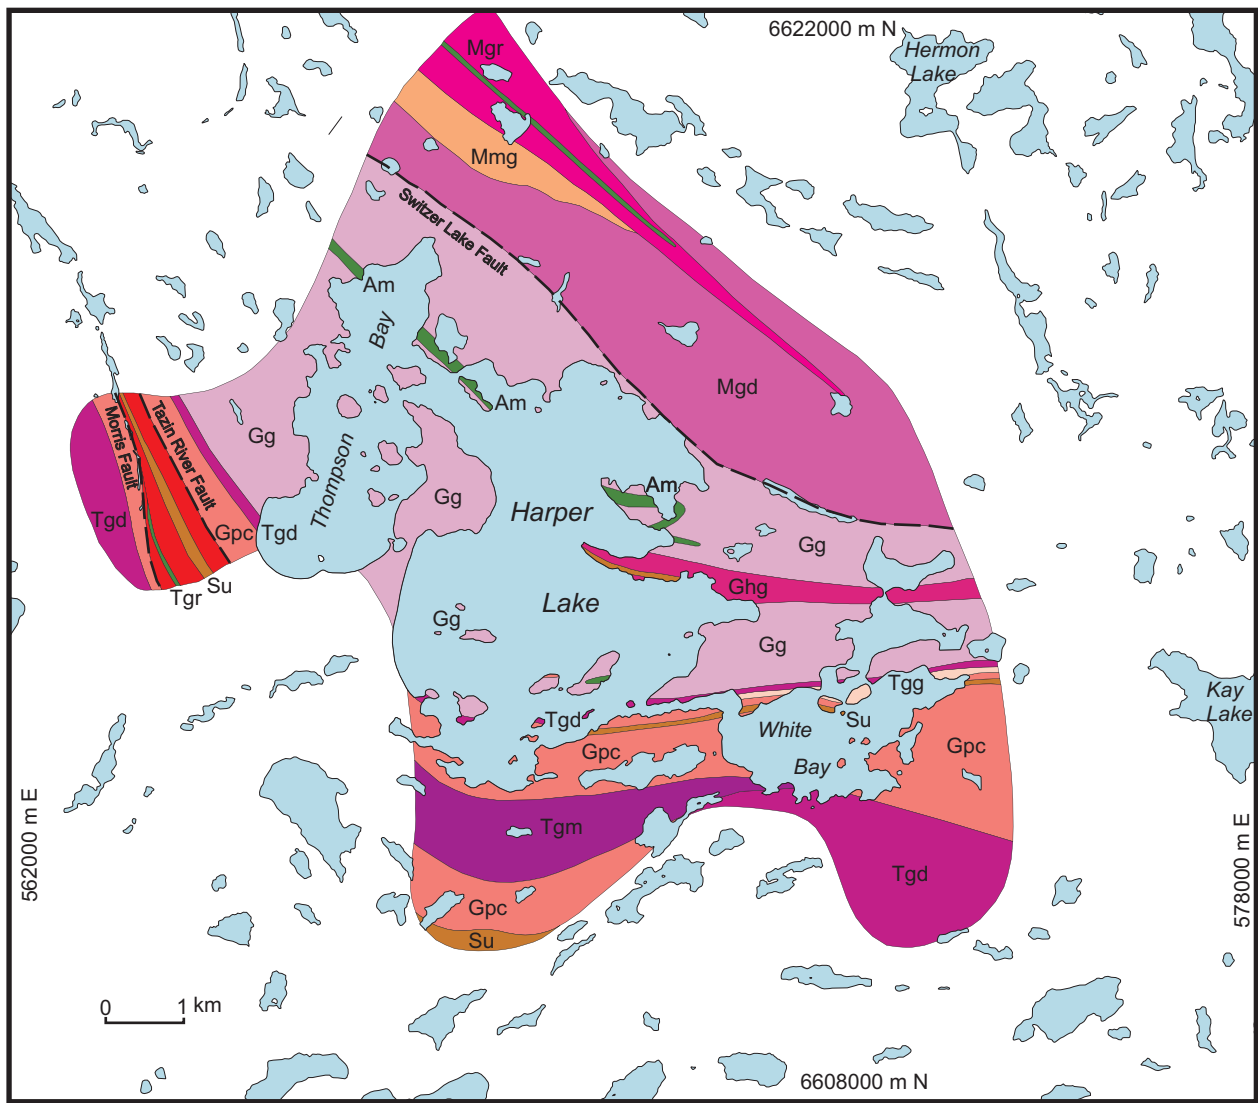 6622000 m N
Mgr
Hermon
Lake
Mmg
Switzer Lake Fault
Am
Bay
Mgd
Am
Morris Fault
Tazin River Fault
Gg
Thompson
Gg
Am
Harper
Tgd
Gpc
Tgd
Gg
Su
Tgr
Ghg
Lake
Gg
Gg
Tgg
Kay
Lake
Tgd
Su
White
Gpc
Gpc
Bay
Tgm
562000 m E
578000 m E
Tgd
Gpc
Su
0 1 km
6608000 m N